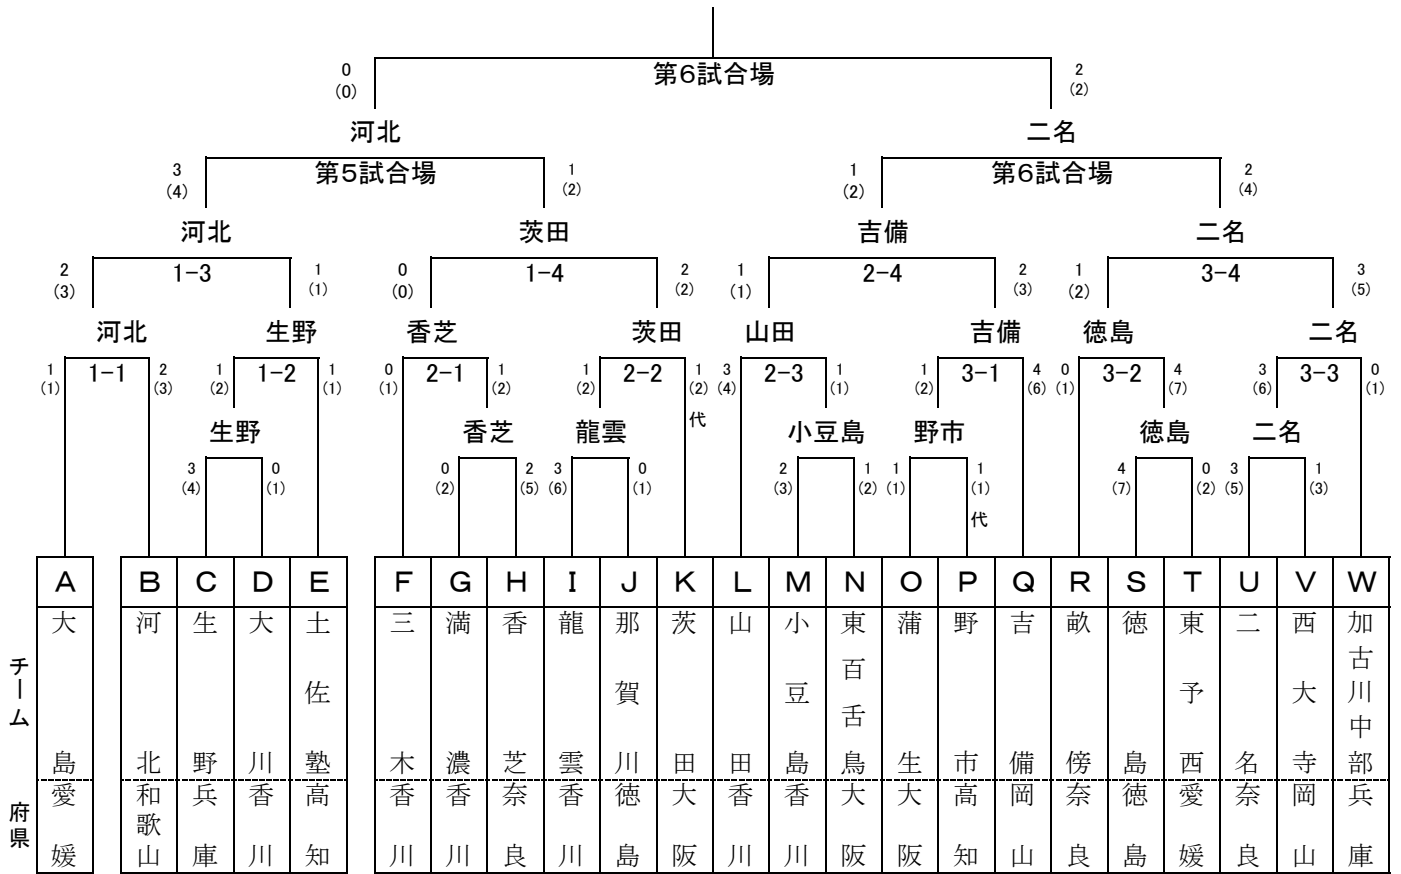 0 第6試合場 2
(0) (2)
河北 二名
3 第5試合場 1 1 第6試合場 2
(4) (2) (2) (4)
河北 茨田 吉備 二名
2 1-3 1 0 1-4 2 1 2-4 2 1 3-4 3
(3) (1) (0) (2) (1) (3) (2) (5)
河北 生野 香芝 茨田 山田 吉備 徳島 二名
1 1-1 2 1 1-2 1 0 2-1 1 1 2-2 1 3 2-3 1 1 3-1 4 0 3-2 4 3 3-3 0
(1) (3) (2) (1) (1) (2) (2) (2) (4) (1) (2) (6) (1) (7) (6) (1)
代
生野 香芝 龍雲 小豆島 野市 徳島 二名
3 0 0 2 3 0 2 1 1 1 4 0 3 1
(4) (1) (2) (5) (6) (1) (3) (2) (1) (1) (7) (2) (5) (3)
代
A B C D E F G H I J K L M N O P Q R S T U V W
チーム
大島 河北 生野 大川 土佐塾 三木 満濃 香芝 龍雲 那賀川 茨田 山田 小豆島 東百舌鳥 蒲生 野市 吉備 畝傍 徳島 東予西 二名 西大寺 加古川中部
府県
愛媛 和歌山 兵庫 香川 高知 香川 香川 奈良 香川 徳島 大阪 香川 香川 大阪 大阪 高知 岡山 奈良 徳島 愛媛 奈良 岡山 兵庫